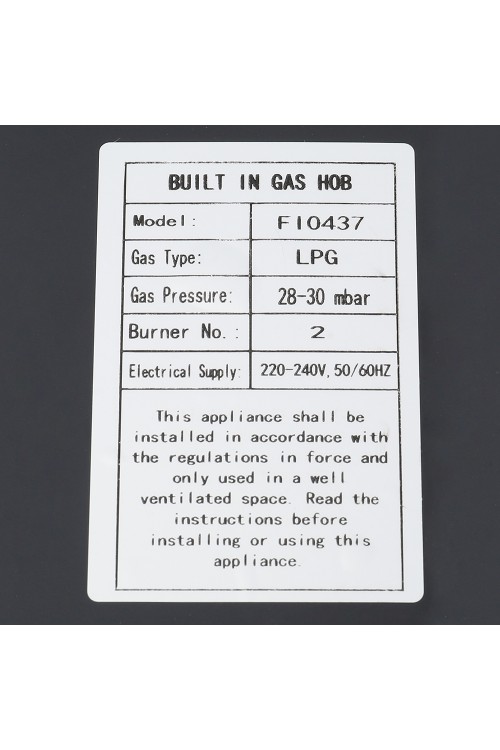 BUILT IN GAS HOB
Model: FI0437
Gas Type: LPG
Gas Pressure: 28-30 mbar
Burner No.: 2
Electrical Supply: 220-240V, 50/60HZ
This appliance shall be
installed in accordance with
the regulations in force and
only used in a well
ventilated space. Read the
instructions before
installing or using this
appliance.